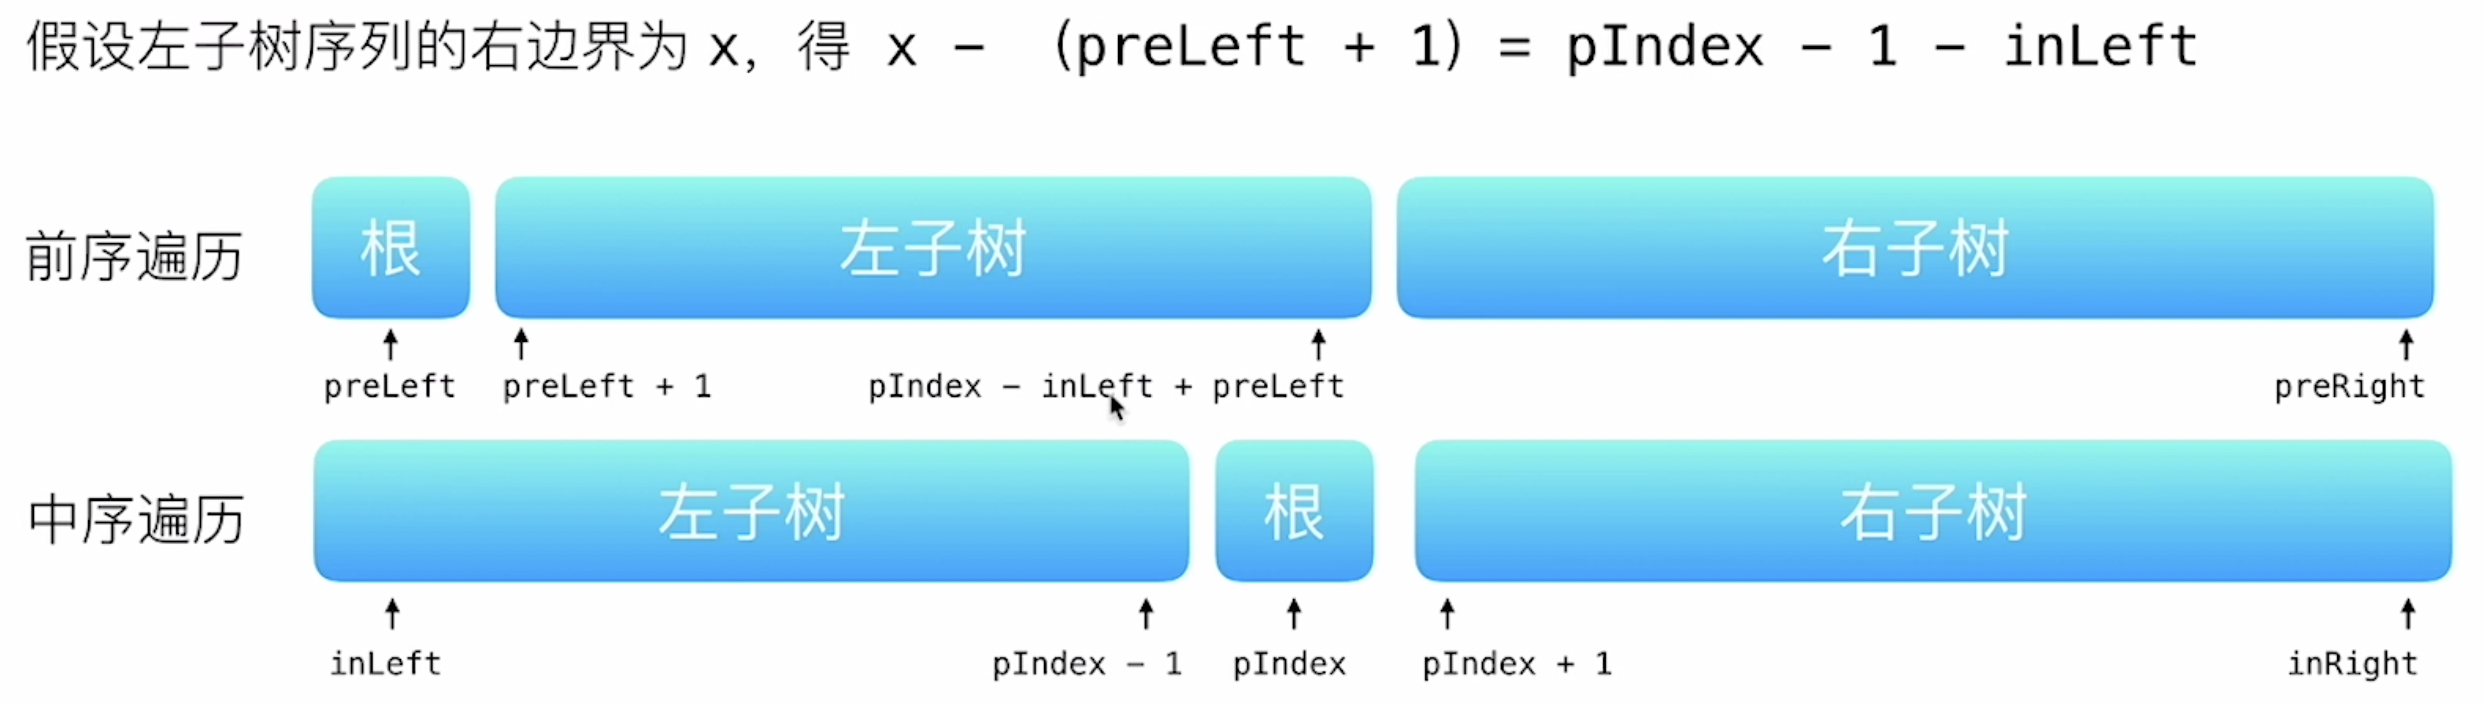 假设左子树序列的右边界为 x, 得 x - (preLeft + 1) = pIndex - 1 - inLeft
前序遍历 根 左子树 右子树
preLeft preLeft + 1 pIndex - inLeft + preLeft preRight
中序遍历 左子树 根 右子树
inLeft pIndex - 1 pIndex pIndex + 1 inRight